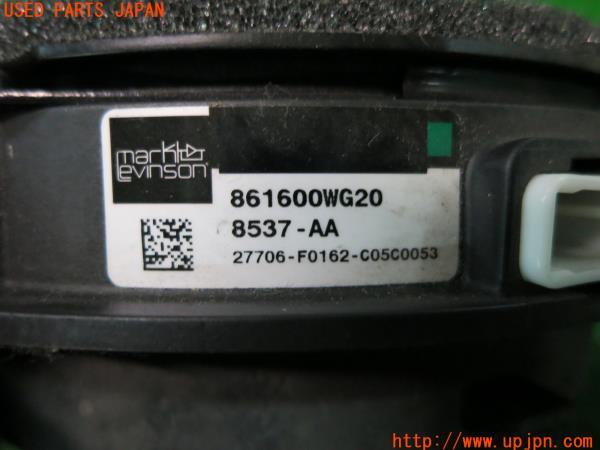 USED PARTS JAPAN
mark
levinson
861600WG20
8537-AA
27706-F0162-C05C0053
http://www.upjpn.com/